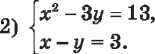 2) { x² − 3y = 13,
x − y = 3.